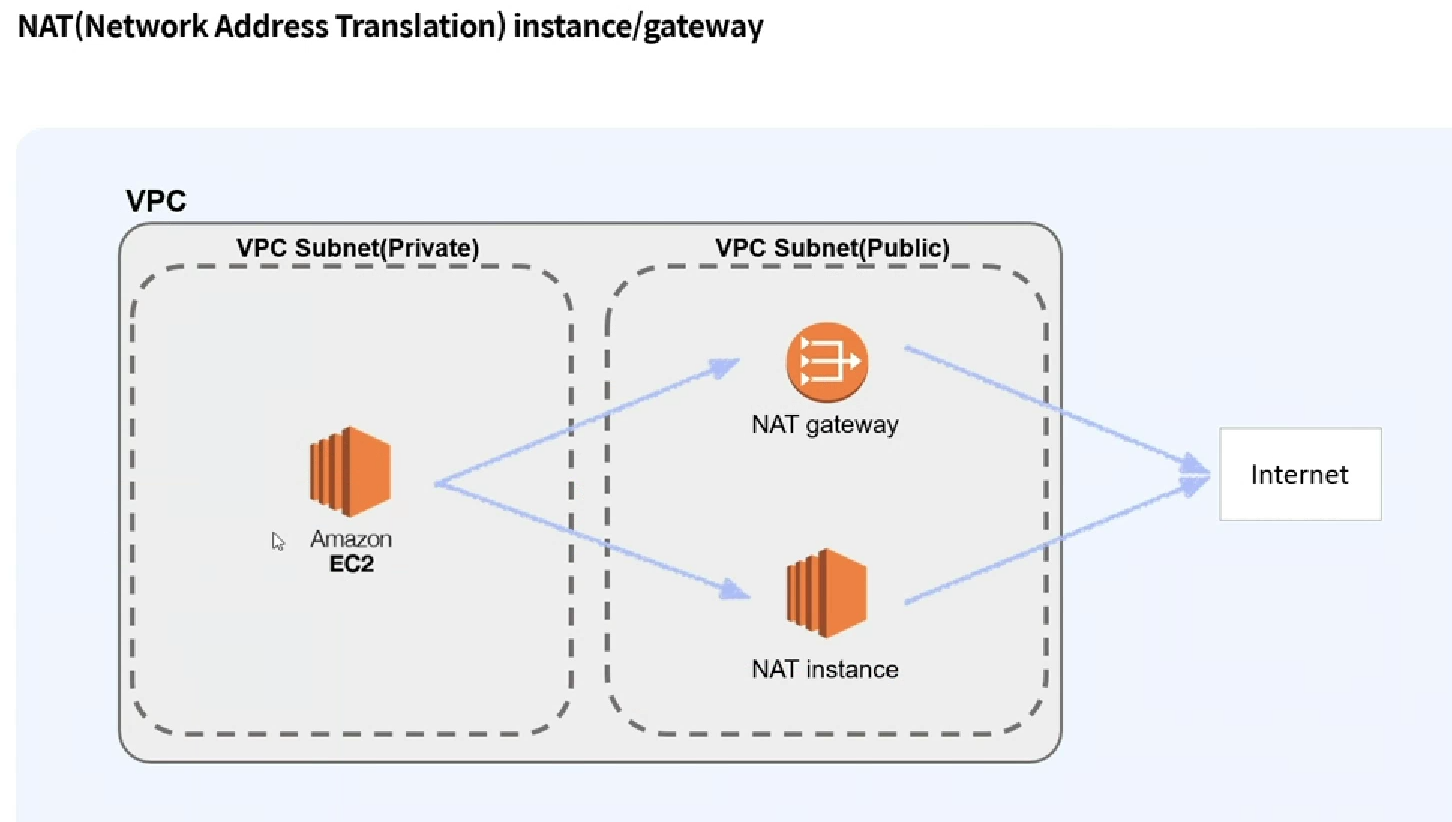 NAT(Network Address Translation) instance/gateway
VPC
VPC Subnet(Private)
VPC Subnet(Public)
NAT gateway
Internet
Amazon
EC2
NAT instance